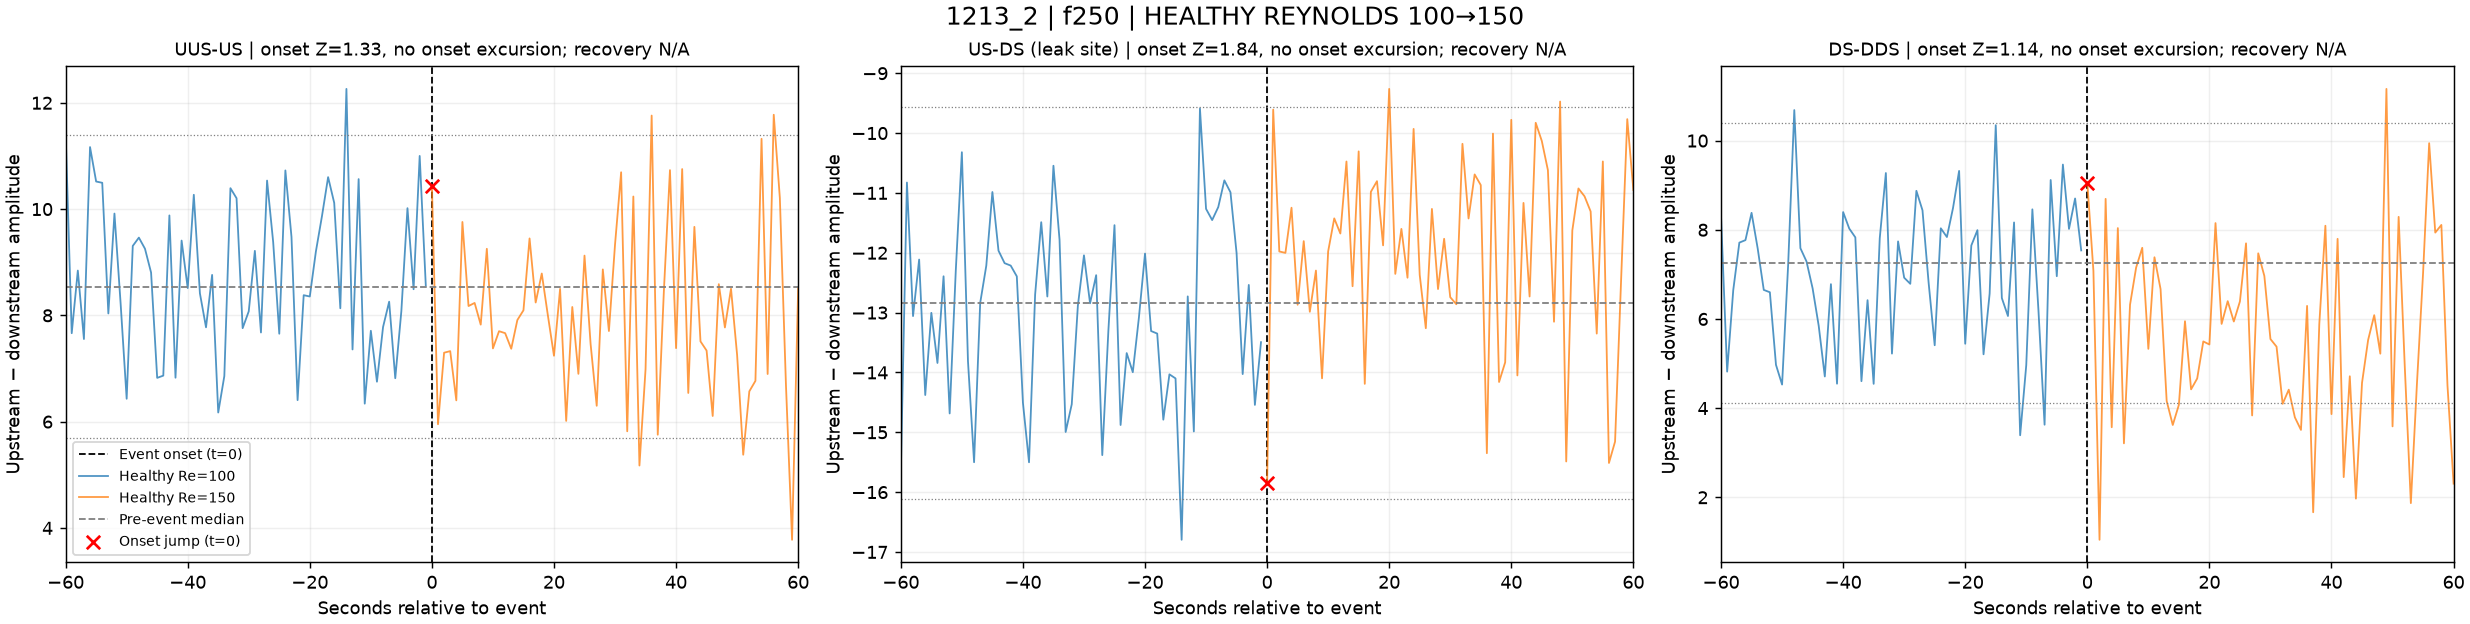 1213_2 | f250 | HEALTHY REYNOLDS 100→150
UUS-US | onset Z=1.33, no onset excursion; recovery N/A
Upstream − downstream amplitude
12
10
8
6
4
Event onset (t=0)
Healthy Re=100
Healthy Re=150
Pre-event median
Onset jump (t=0)
−60
−40
−20
0
20
40
60
Seconds relative to event
US-DS (leak site) | onset Z=1.84, no onset excursion; recovery N/A
Upstream − downstream amplitude
−9
−10
−11
−12
−13
−14
−15
−16
−17
−60
−40
−20
0
20
40
60
Seconds relative to event
DS-DDS | onset Z=1.14, no onset excursion; recovery N/A
Upstream − downstream amplitude
10
8
6
4
2
−60
−40
−20
0
20
40
60
Seconds relative to event